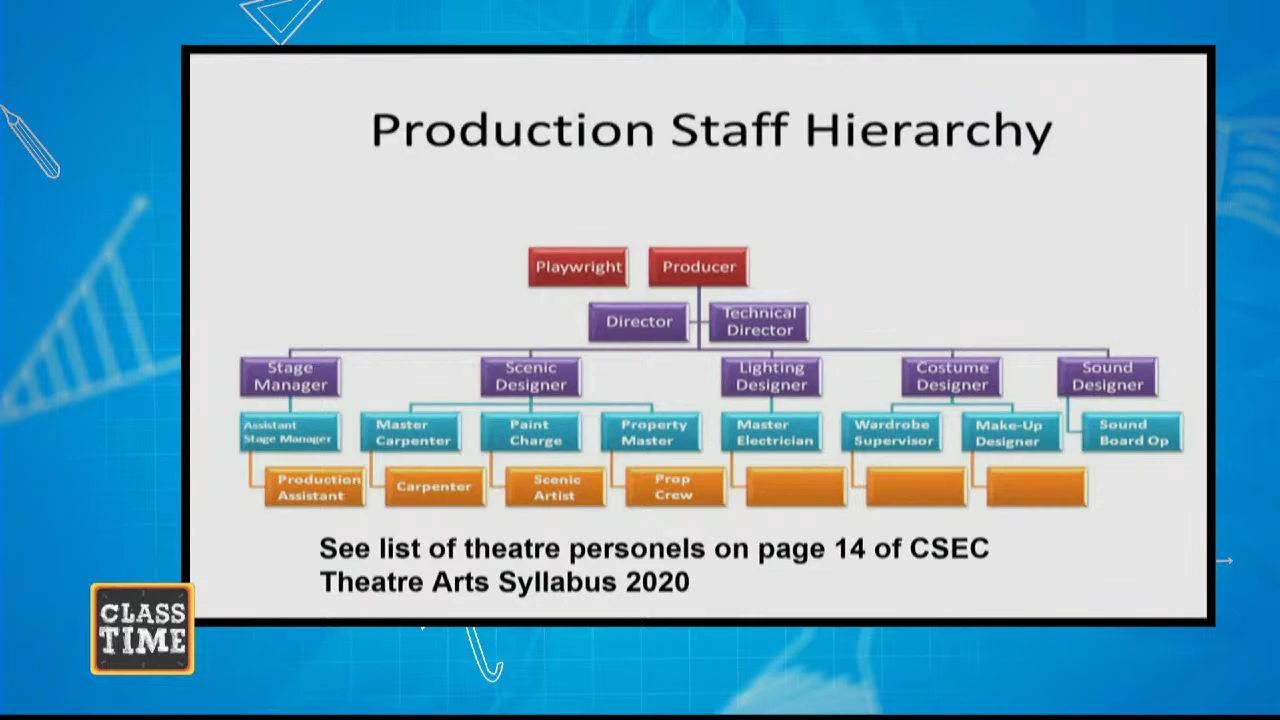 Production Staff Hierarchy
Playwright
Producer
Director
Technical
Director
Stage
Manager
Scenic
Designer
Lighting
Designer
Costume
Designer
Sound
Designer
Assistant
Stage Manager
Master
Carpenter
Paint
Charge
Property
Master
Master
Electrician
Wardrobe
Supervisor
Make-Up
Designer
Sound
Board Op
Production
Assistant
Carpenter
Scenic
Artist
Prop
Crew
See list of theatre personels on page 14 of CSEC
Theatre Arts Syllabus 2020
CLASS
TIME